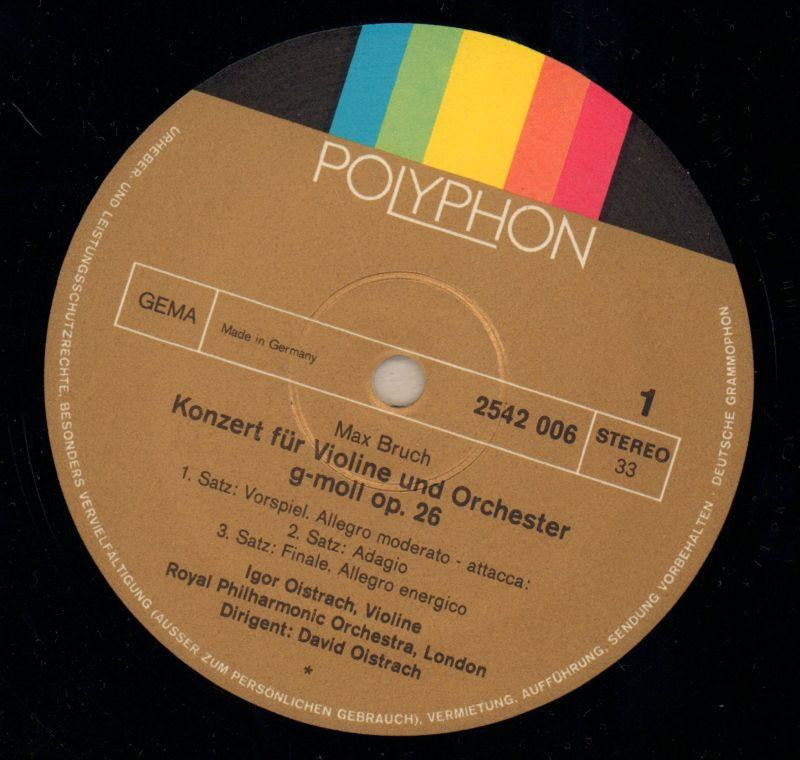 POLYPHON
GEMA
Made in Germany
2542 006
1
STEREO
33
Max Bruch
Konzert für Violine und Orchester
g-moll op. 26
1. Satz: Vorspiel. Allegro moderato - attacca:
2. Satz: Adagio
3. Satz: Finale. Allegro energico
Igor Oistrach, Violine
Royal Philharmonic Orchestra, London
Dirigent: David Oistrach
*
URHEBER- UND LEISTUNGSSCHUTZRECHTE, BESONDERS VERVIELFÄLTIGUNG (AUSSER ZUM PERSÖNLICHEN GEBRAUCH), VERMIETUNG, AUFFÜHRUNG, SENDUNG VORBEHALTEN · DEUTSCHE GRAMMOPHON